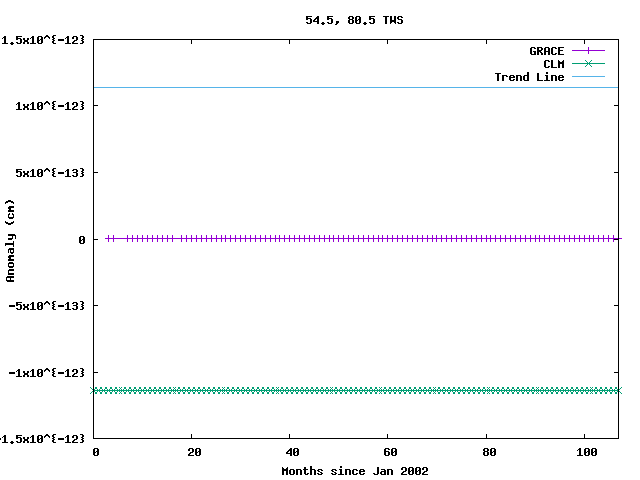 54.5, 80.5 TWS
1.5x10^{-12}
GRACE
CLM
Trend Line
1x10^{-12}
5x10^{-13}
0
-5x10^{-13}
-1x10^{-12}
-1.5x10^{-12}
Anomaly (cm)
0 20 40 60 80 100
Months since Jan 2002